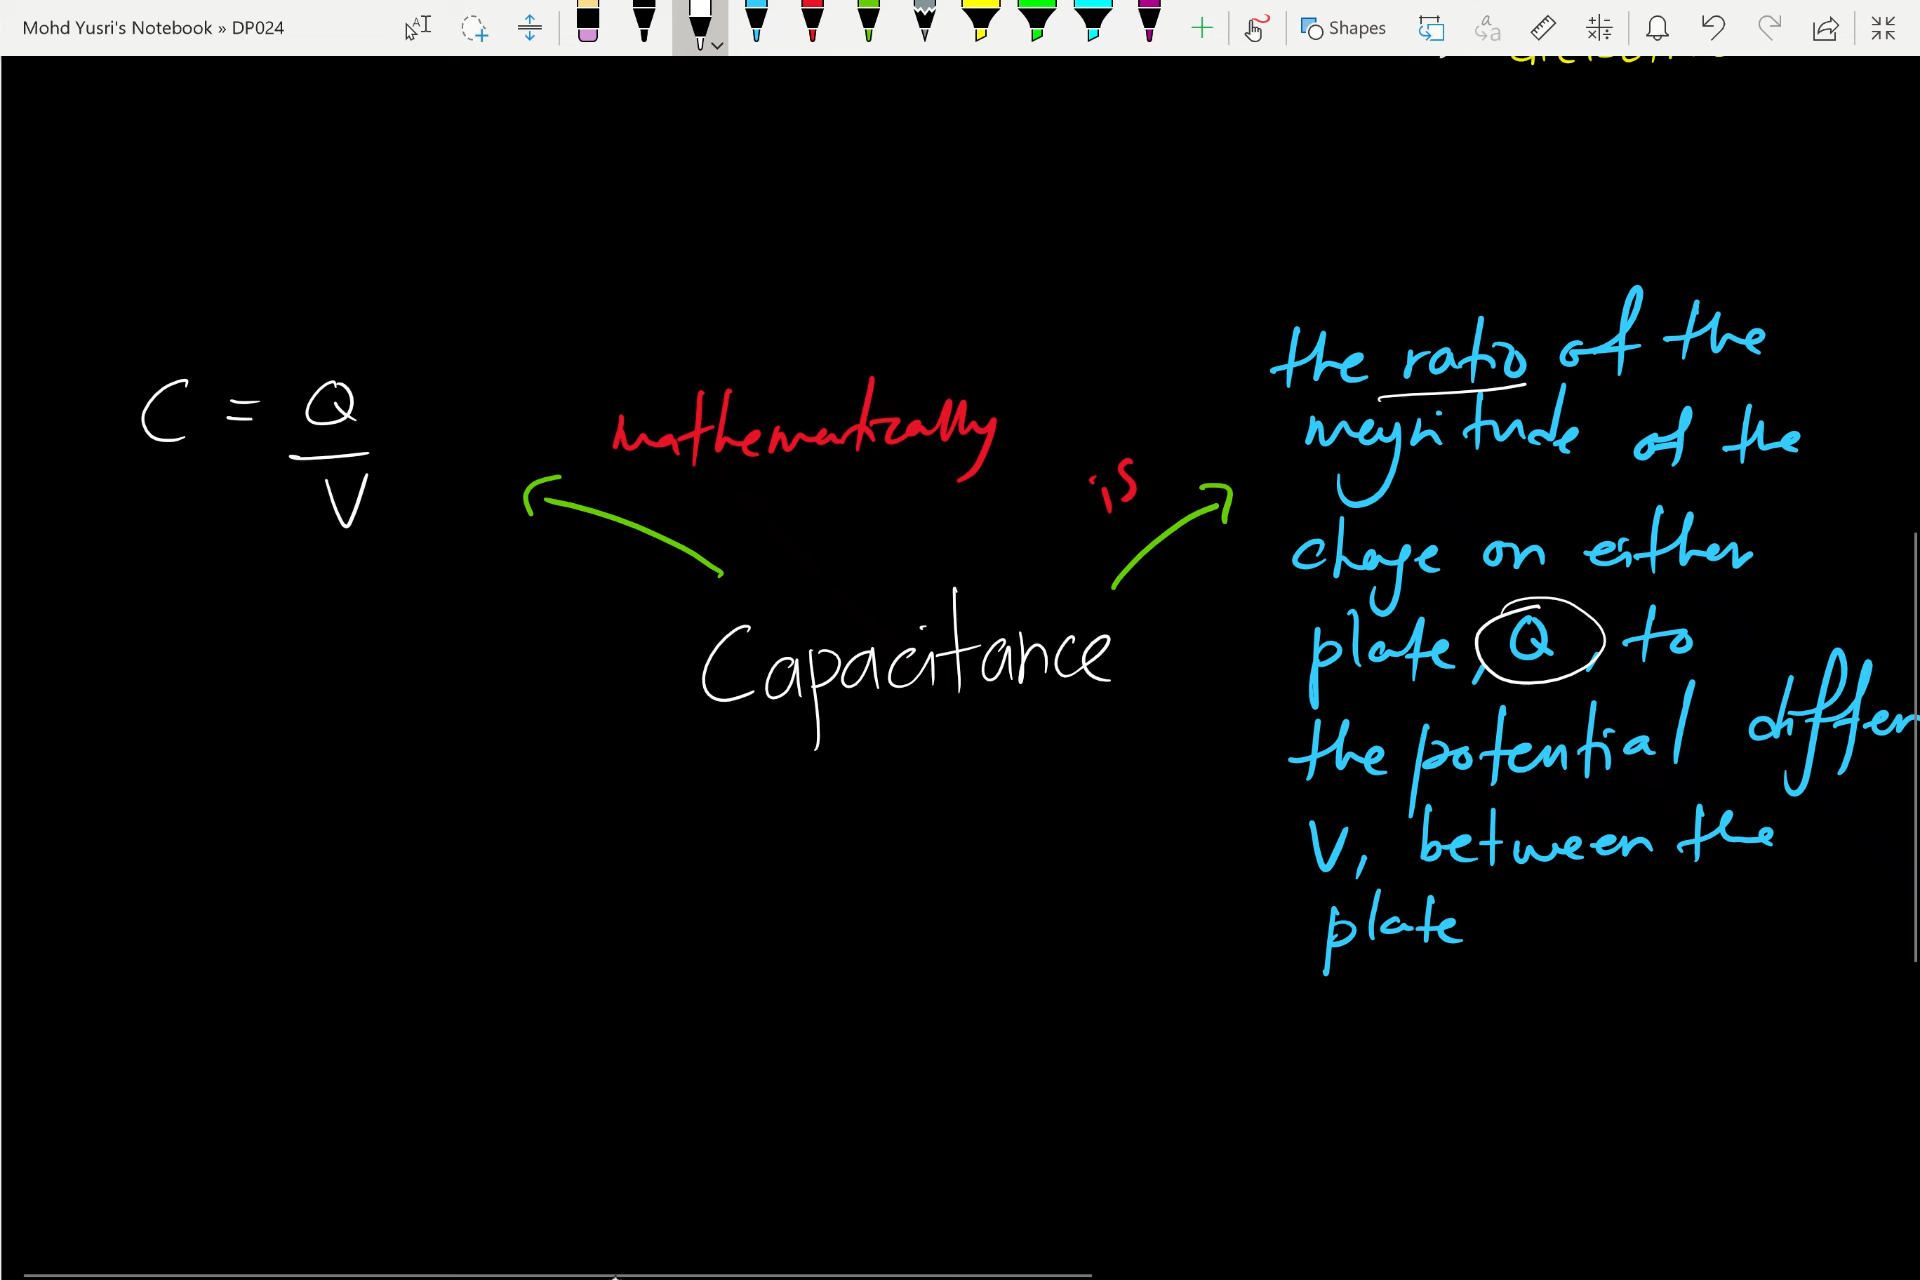 Mohd Yusri's Notebook » DP024
Shapes
C = Q
V
mathematically
is
Capacitance
the ratio of the
magnitude of the
charge on either
plate, Q, to
the potential differ
V, between the
plate